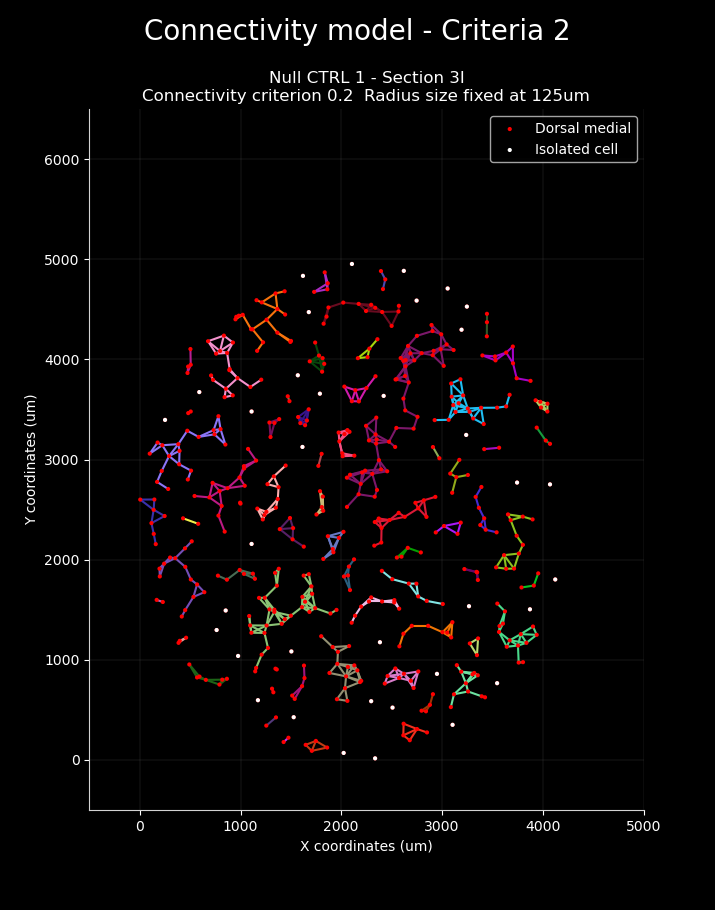 Connectivity model - Criteria 2
Null CTRL 1 - Section 3l
Connectivity criterion 0.2 Radius size fixed at 125um
Dorsal medial
Isolated cell
6000
5000
4000
3000
2000
1000
0
Y coordinates (um)
0 1000 2000 3000 4000 5000
X coordinates (um)